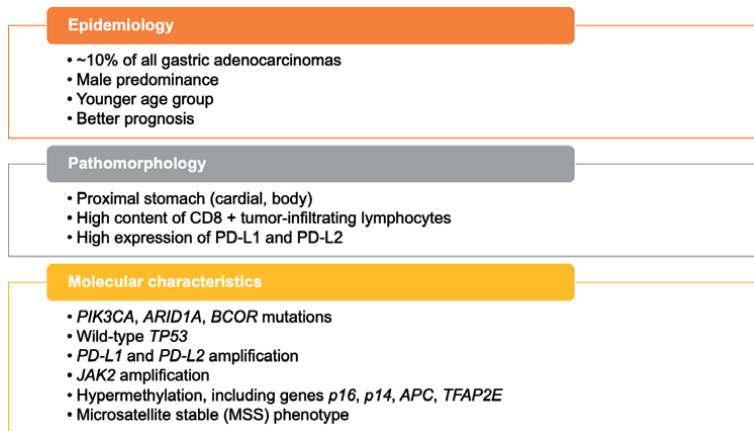 Epidemiology
• ~10% of all gastric adenocarcinomas
• Male predominance
• Younger age group
• Better prognosis
Pathomorphology
• Proximal stomach (cardial, body)
• High content of CD8 + tumor-infiltrating lymphocytes
• High expression of PD-L1 and PD-L2
Molecular characteristics
• PIK3CA, ARID1A, BCOR mutations
• Wild-type TP53
• PD-L1 and PD-L2 amplification
• JAK2 amplification
• Hypermethylation, including genes p16, p14, APC, TFAP2E
• Microsatellite stable (MSS) phenotype